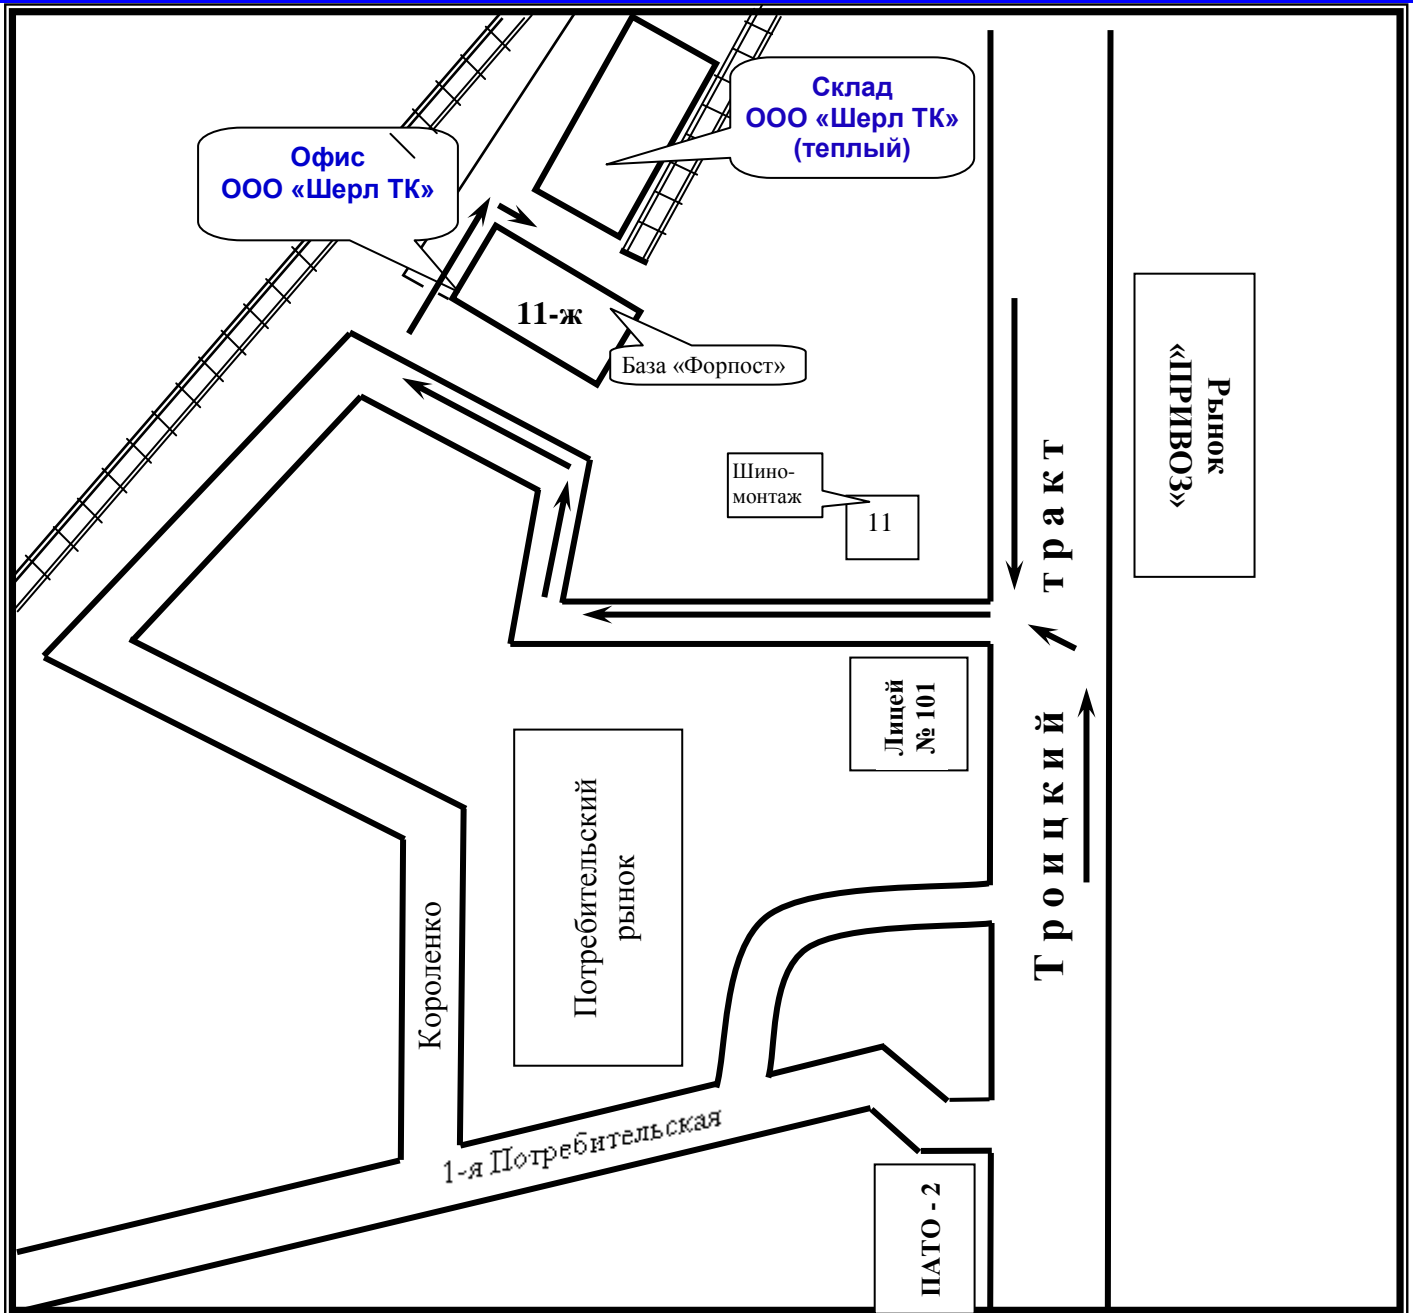 Склад
ООО «Шерл ТК»
(теплый)
Офис
ООО «Шерл ТК»
11-ж
База «Форпост»
Рынок
«ПРИВОЗ»
Шино-
монтаж
11
Троицкий тракт
Лицей
№ 101
Потребительский
рынок
Короленко
1-я Потребительская
ПАТО - 2